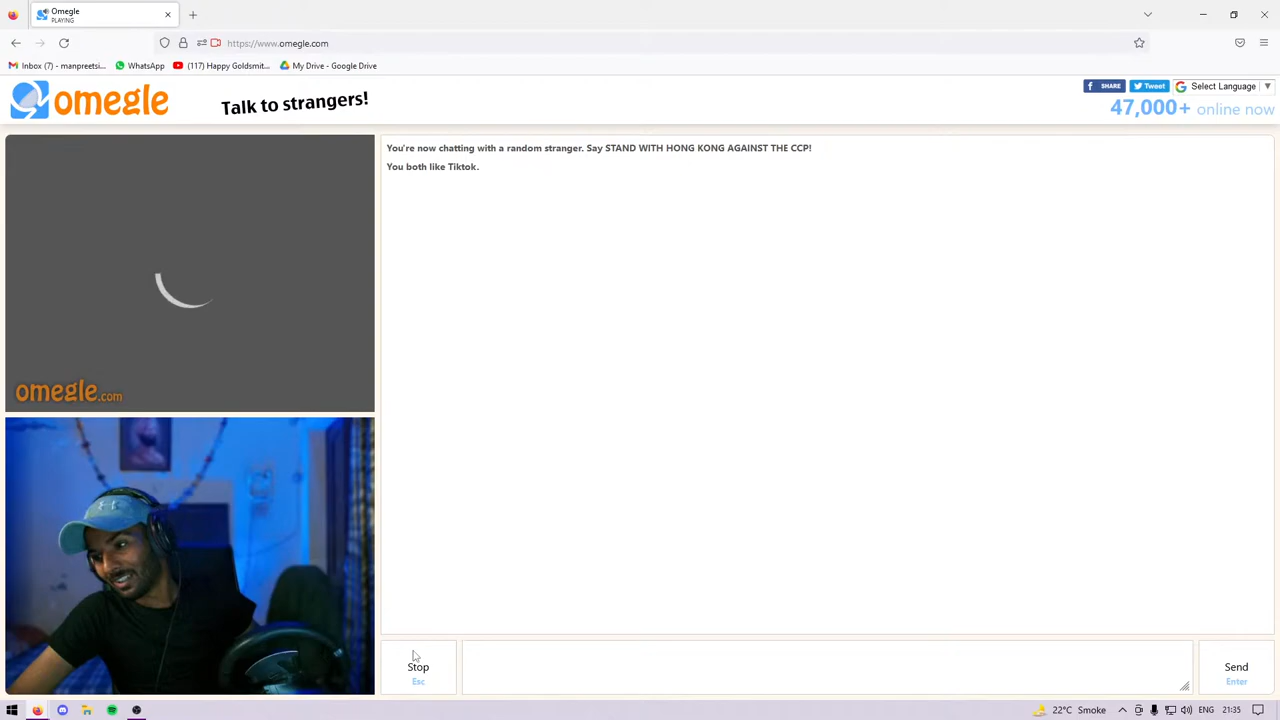 Omegle
PLAYING
https://www.omegle.com
Inbox (7) - manpreetsi...
WhatsApp
(117) Happy Goldsmit...
My Drive - Google Drive
omegle
Talk to strangers!
SHARE
Tweet
Select Language
47,000+ online now
You're now chatting with a random stranger. Say STAND WITH HONG KONG AGAINST THE CCP!
You both like Tiktok.
omegle.com
Stop
Esc
Send
Enter
22°C Smoke
ENG
21:35